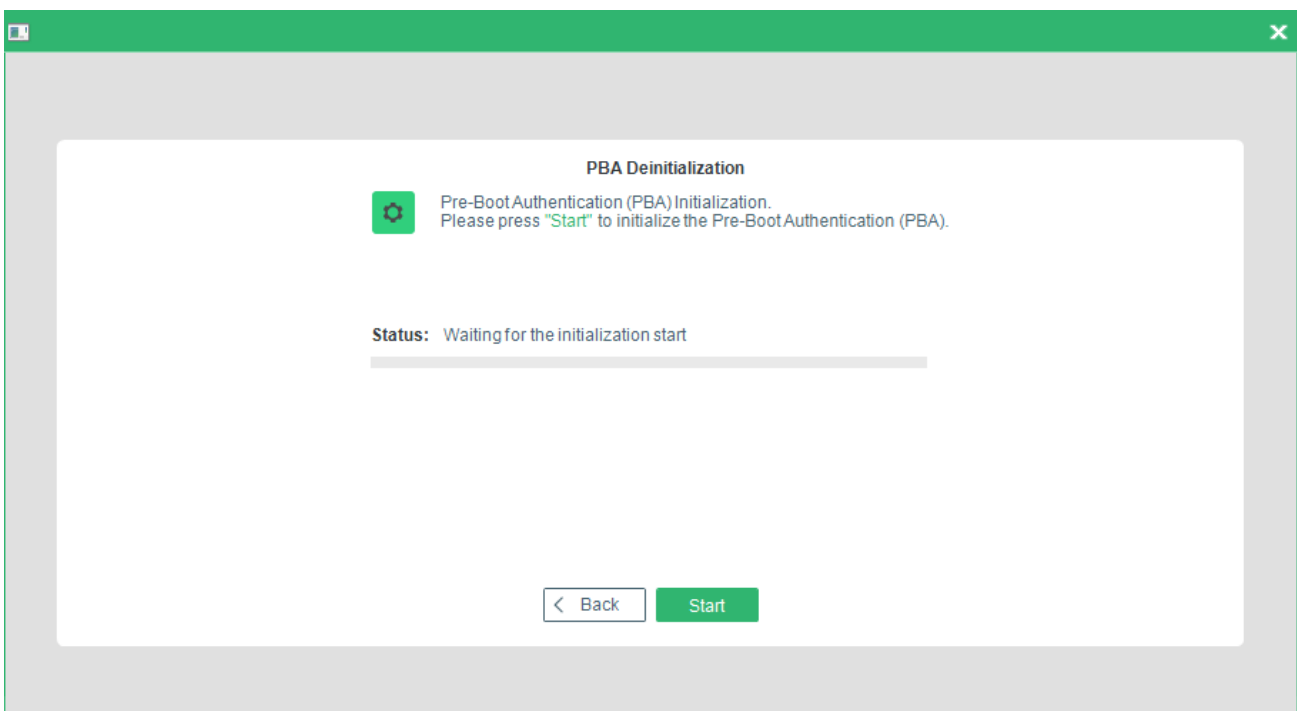 PBA Deinitialization
Pre-Boot Authentication (PBA) Initialization.
Please press "Start" to initialize the Pre-Boot Authentication (PBA).
Status: Waiting for the initialization start
Back
Start